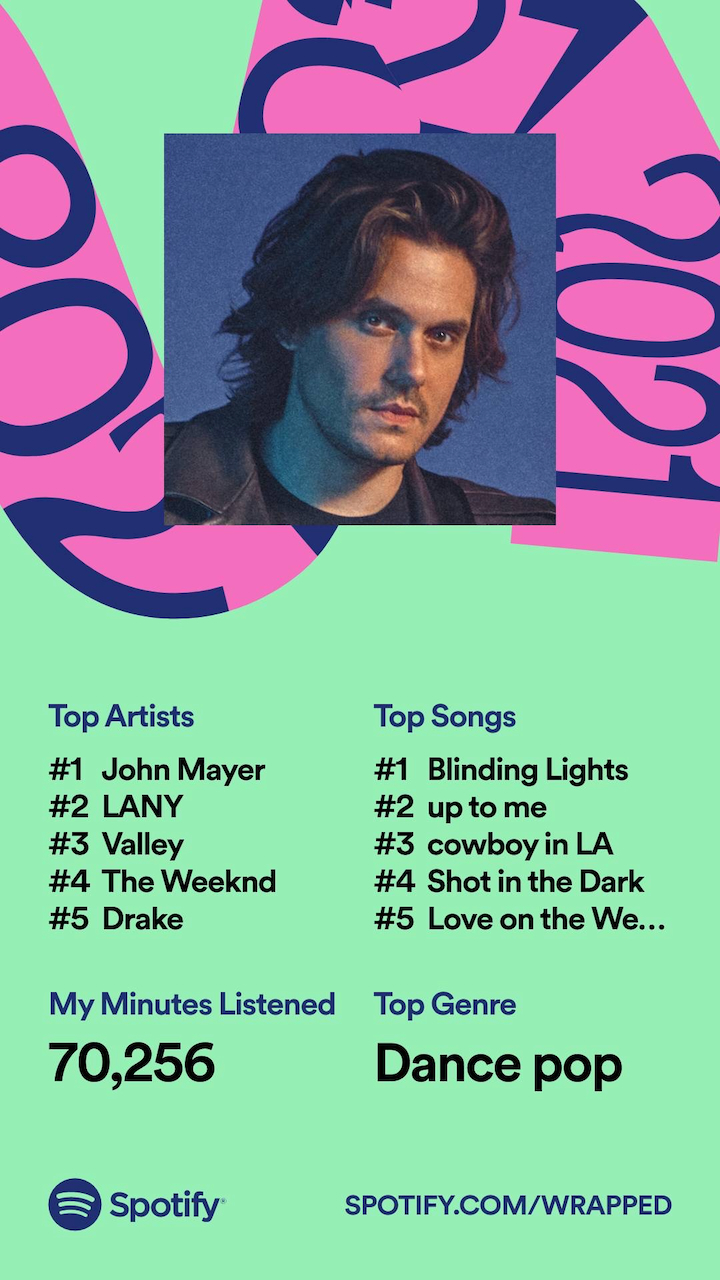 2021
Top Artists
#1 John Mayer
#2 LANY
#3 Valley
#4 The Weeknd
#5 Drake
Top Songs
#1 Blinding Lights
#2 up to me
#3 cowboy in LA
#4 Shot in the Dark
#5 Love on the We...
My Minutes Listened
70,256
Top Genre
Dance pop
Spotify®
SPOTIFY.COM/WRAPPED